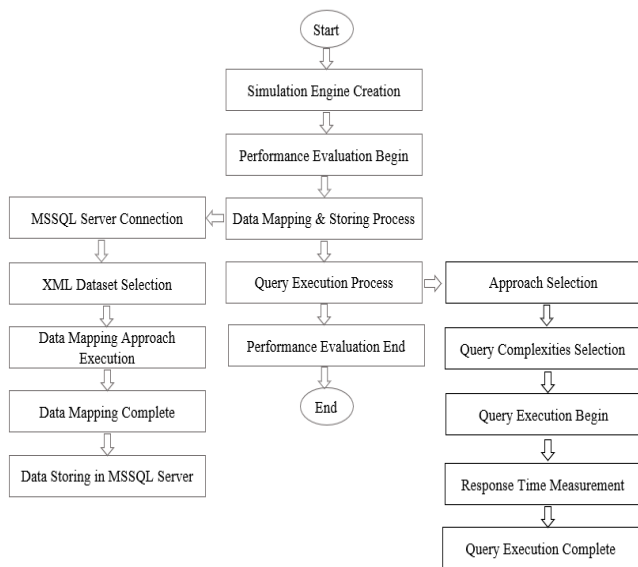 Start
Simulation Engine Creation
Performance Evaluation Begin
MSSQL Server Connection
Data Mapping & Storing Process
XML Dataset Selection
Query Execution Process
Approach Selection
Data Mapping Approach
Execution
Performance Evaluation End
Query Complexities Selection
Data Mapping Complete
End
Query Execution Begin
Data Storing in MSSQL Server
Response Time Measurement
Query Execution Complete